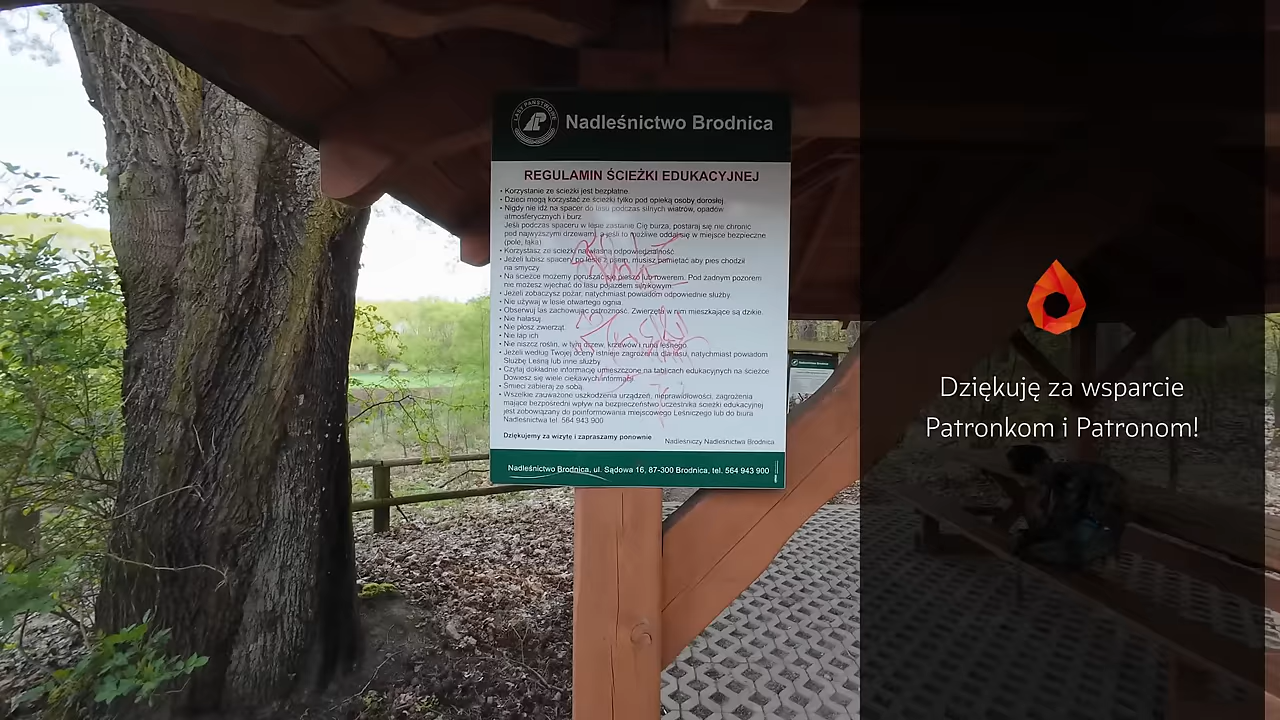 LASY PAŃSTWOWE
Nadleśnictwo Brodnica
REGULAMIN ŚCIEŻKI EDUKACYJNEJ
• Korzystanie ze ścieżki jest bezpłatne.
• Dzieci mogą korzystać ze ścieżki tylko pod opieką osoby dorosłej
• Nigdy nie idź na spacer do lasu podczas silnych wiatrów, opadów
atmosferycznych i burz.
Jeśli podczas spaceru w lesie zastanie Cię burza, postaraj się nie chronić
pod najwyższymi drzewami, a jeśli to możliwe oddal się w miejsce bezpieczne
(pole, łąka).
• Korzystasz ze ścieżki na własną odpowiedzialność.
• Jeżeli lubisz spacery po lesie z psem, musisz pamiętać aby pies chodził
na smyczy
• Na ścieżce możemy poruszać się pieszo lub rowerem. Pod żadnym pozorem
nie możesz wjechać do lasu pojazdem silnikowym.
• Jeżeli zobaczysz pożar, natychmiast powiadom odpowiednie służby.
• Nie używaj w lesie otwartego ognia.
• Obserwuj las zachowując ostrożność. Zwierzęta w nim mieszkające są dzikie.
• Nie hałasuj.
• Nie płosz zwierząt.
• Nie łap ich
• Nie niszcz roślin, w tym drzew, krzewów i runa leśnego.
• Jeżeli według Twojej oceny istnieje zagrożenie dla lasu, natychmiast powiadom
Służbę Leśną lub inne służby.
• Czytaj dokładnie informację umieszczone na tablicach edukacyjnych na ścieżce
Dowiesz się wiele ciekawych informacji.
• Śmieci zabieraj ze sobą.
• Wszelkie zauważone uszkodzenia urządzeń, nieprawidłowości, zagrożenia
mające bezpośredni wpływ na bezpieczeństwo uczestnika ścieżki edukacyjnej
jest zobowiązany do poinformowania miejscowego Leśniczego lub do biura
Nadleśnictwa tel 564 943 900
Dziękujemy za wizytę i zapraszamy ponownie
Nadleśniczy Nadleśnictwa Brodnica
Nadleśnictwo Brodnica, ul. Sądowa 16, 87-300 Brodnica, tel. 564 943 900
Nadleśnictwo Brodnica
Dziękuję za wsparcie
Patronkom i Patronom!